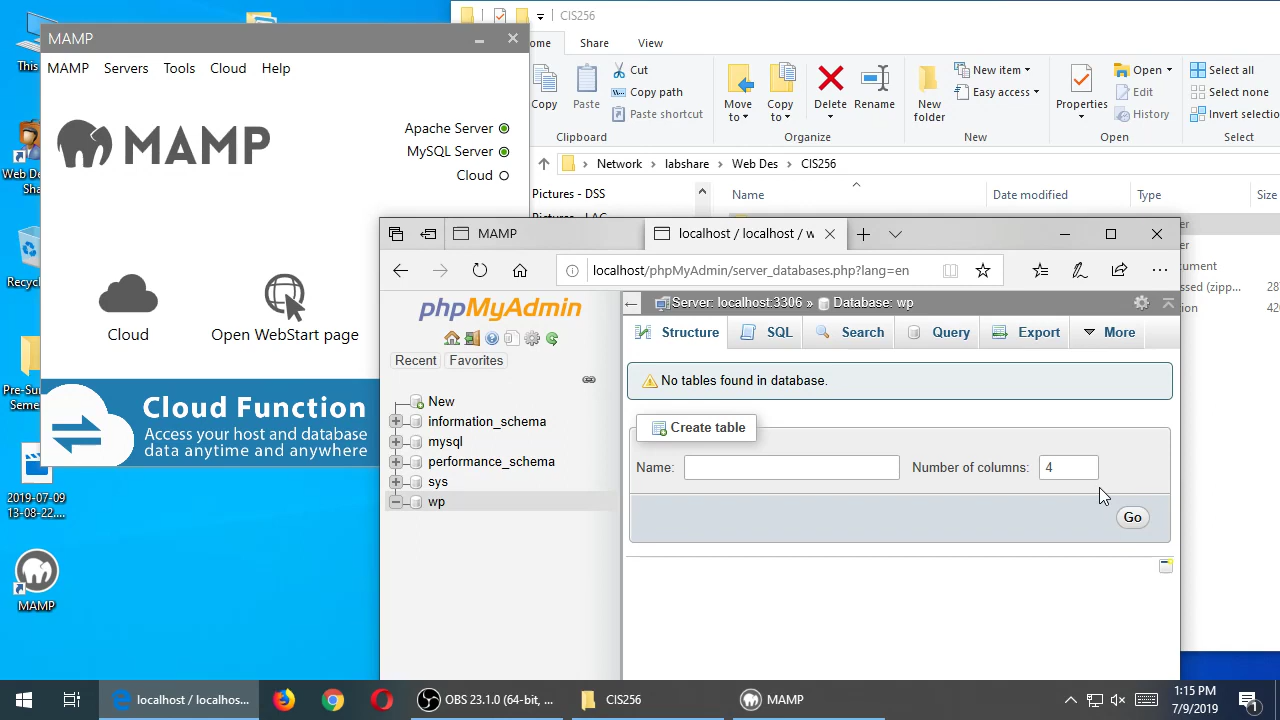 CIS256
This
Web Des
Sha
Recycl
Pre-Su
Seme
2019-07-09
13-08-22....
MAMP
MAMP
MAMP Servers Tools Cloud Help
MAMP
Apache Server
MySQL Server
Cloud
Cloud
Open WebStart page
Cloud Function
Access your host and database
data anytime and anywhere
ome Share View
Copy
Paste
Cut
Copy path
Paste shortcut
Clipboard
Move
to
Copy
to
Delete
Rename
Organize
New
folder
New item
Easy access
New
Properties
Open
Edit
History
Open
Select all
Select none
Invert selectio
Select
Network labshare Web Des CIS256
Pictures - DSS
Pictures - LAC
Name Date modified Type Size
er
er
cument
ssed (zipp... 28
ion
MAMP
localhost / localhost / w
localhost/phpMyAdmin/server_databases.php?lang=en
phpMyAdmin
Recent Favorites
New
information_schema
mysql
performance_schema
sys
wp
Server: localhost:3306 » Database: wp
Structure SQL Search Query Export More
No tables found in database.
Create table
Name: Number of columns: 4
Go
localhost / localhos...
OBS 23.1.0 (64-bit, ...
CIS256
MAMP
1:15 PM
7/9/2019
1